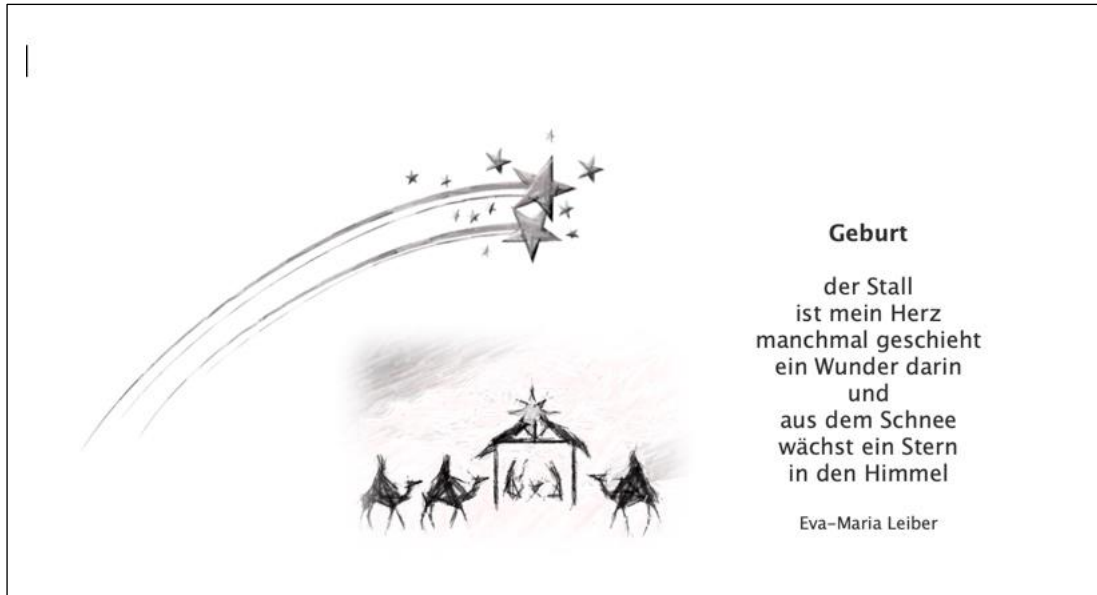 Geburt
der Stall
ist mein Herz
manchmal geschieht
ein Wunder darin
und
aus dem Schnee
wächst ein Stern
in den Himmel
Eva-Maria Leiber